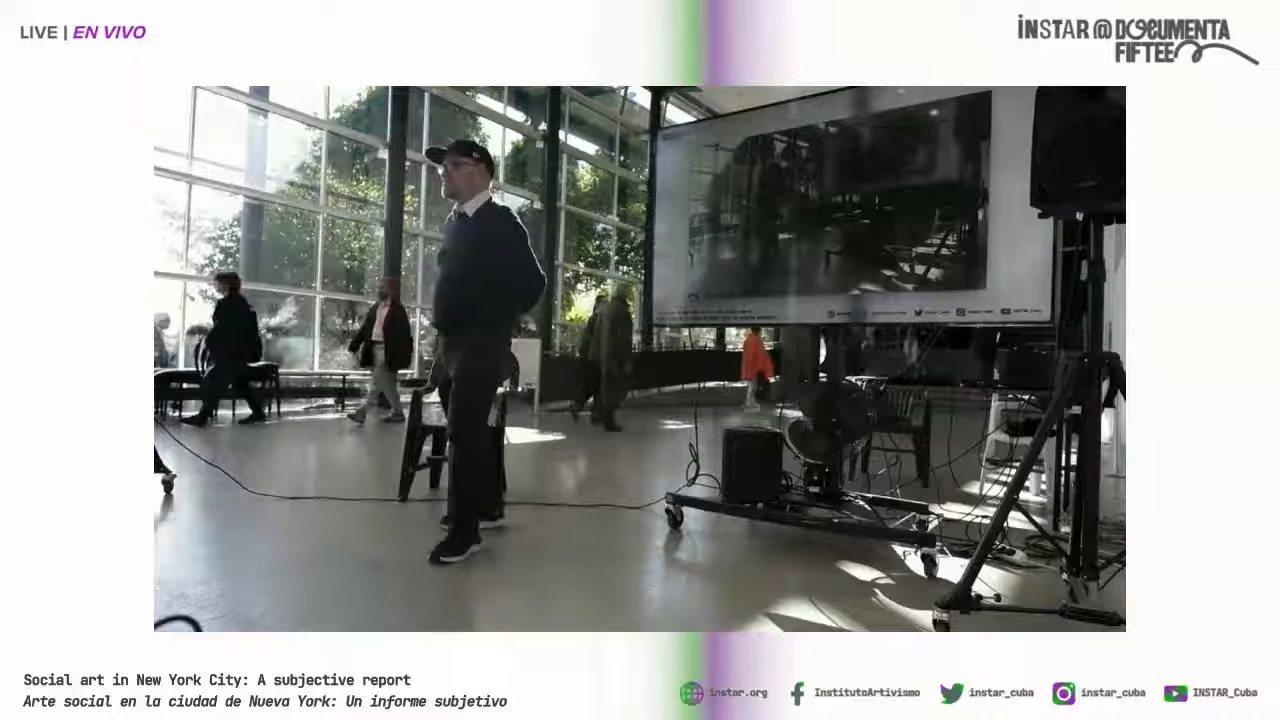 LIVE | EN VIVO
INSTAR @ DOCUMENTA
FIFTEEN
Social art in New York City: A subjective report
Arte social en la ciudad de Nueva York: Un informe subjetivo
instar.org
InstitutoArtivismo
instar_cuba
instar_cuba
INSTAR_Cuba